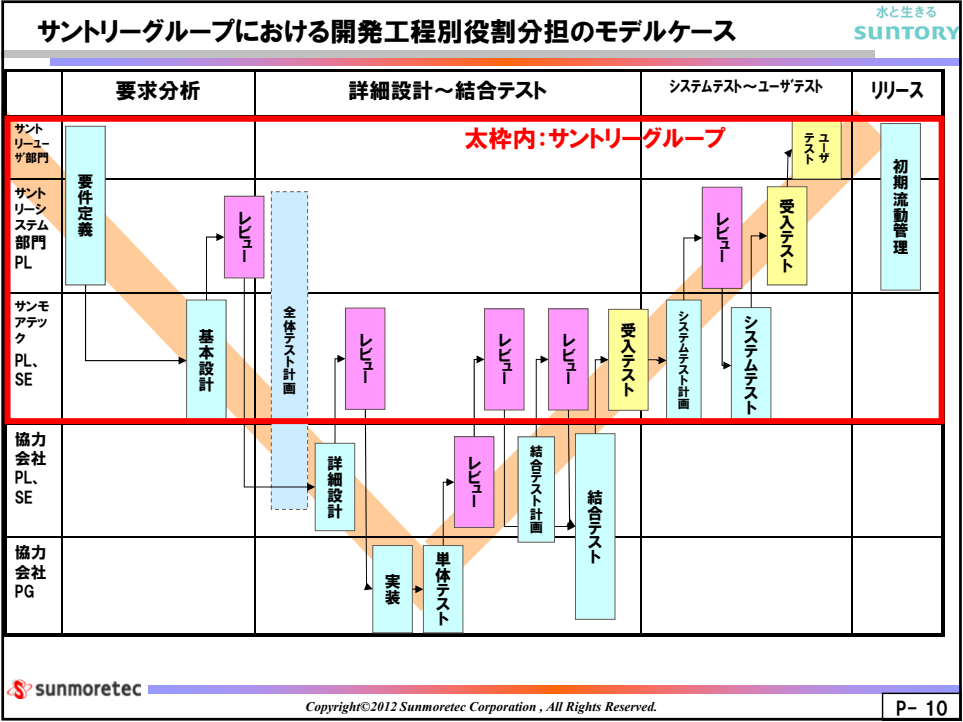 サントリーグループにおける開発工程別役割分担のモデルケース
水と生きる
SUNTORY
要求分析
詳細設計～結合テスト
システムテスト～ユーザテスト
リリース
太枠内：サントリーグループ
サント
リーユー
ザ部門
サント
リーシ
ステム
部門
PL
サンモ
アテッ
ク
PL、
SE
協力
会社
PL、
SE
協力
会社
PG
要件定義
基本設計
レビュー
全体テスト計画
詳細設計
レビュー
実装
単体テスト
レビュー
レビュー
結合テスト計画
レビュー
結合テスト
受入テスト
システムテスト計画
レビュー
システムテスト
受入テスト
ユーザ
テスト
初期流動管理
sunmoretec
Copyright©2012 Sunmoretec Corporation , All Rights Reserved.
P- 10